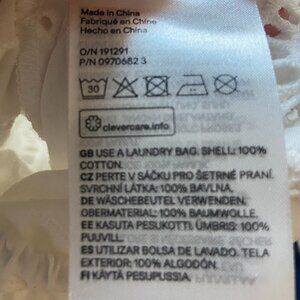 Made in China
Fabriqué en Chine
Hecho en China
O/N 191291
P/N 0970682 3
30
clevercare.info
GB USE A LAUNDRY BAG. SHELL: 100%
COTTON.
CZ PERTE V SÁČKU PRO ŠETRNÉ PRANÍ.
SVRCHNÍ LÁTKA: 100% BAVLNA.
DE WÄSCHEBEUTEL VERWENDEN.
OBERMATERIAL: 100% BAUMWOLLE.
EE KASUTA PESUKOTTI. ÜMBRIS: 100%
PUUVILL.
ES UTILIZAR BOLSA DE LAVADO. TELA
EXTERIOR: 100% ALGODÓN.
FI KÄYTÄ PESUPUSSIA.